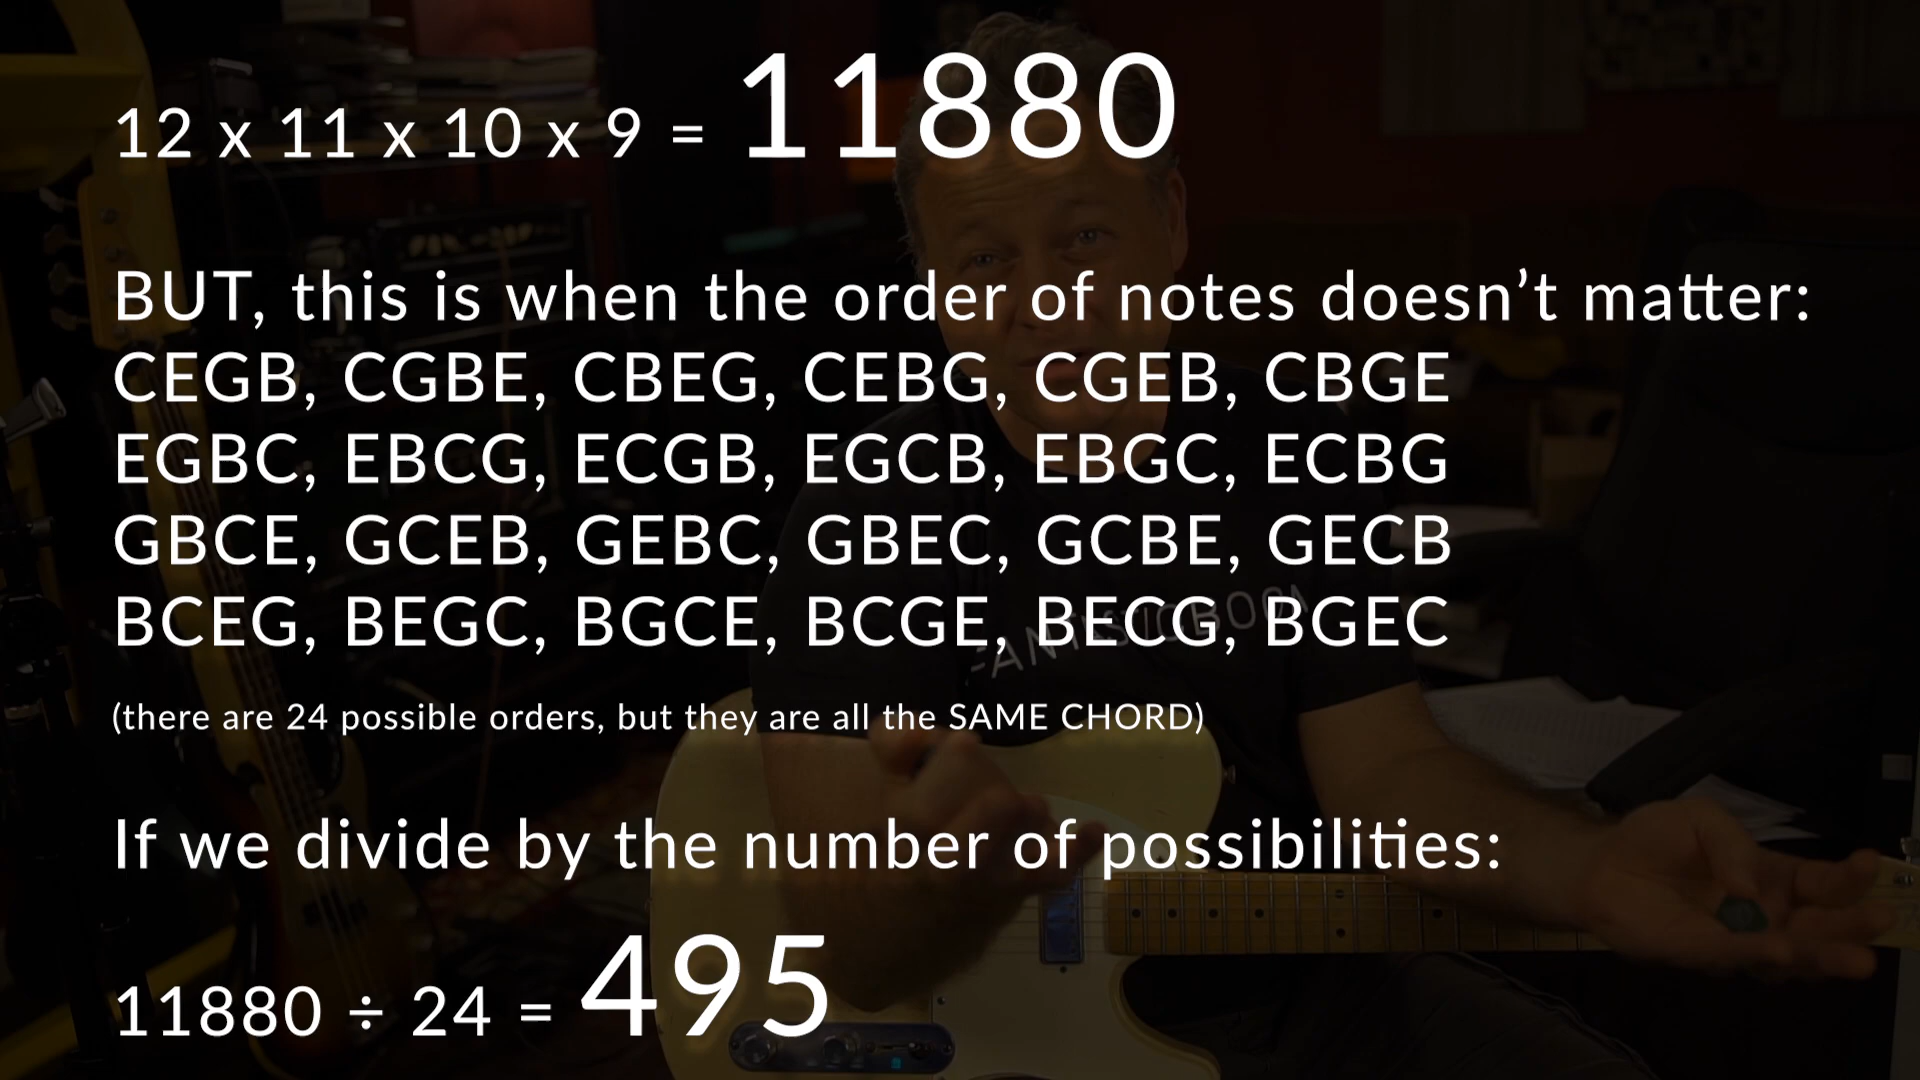 12 x 11 x 10 x 9 = 11880
BUT, this is when the order of notes doesn’t matter:
CEGB, CGBE, CBEG, CEBG, CGEB, CBGE
EGBC, EBCG, ECGB, EGCB, EBGC, ECBG
GBCE, GCEB, GEBC, GBEC, GCBE, GECB
BCEG, BEGC, BGCE, BCGE, BECG, BGEC
(there are 24 possible orders, but they are all the SAME CHORD)
If we divide by the number of possibilities:
11880 ÷ 24 = 495